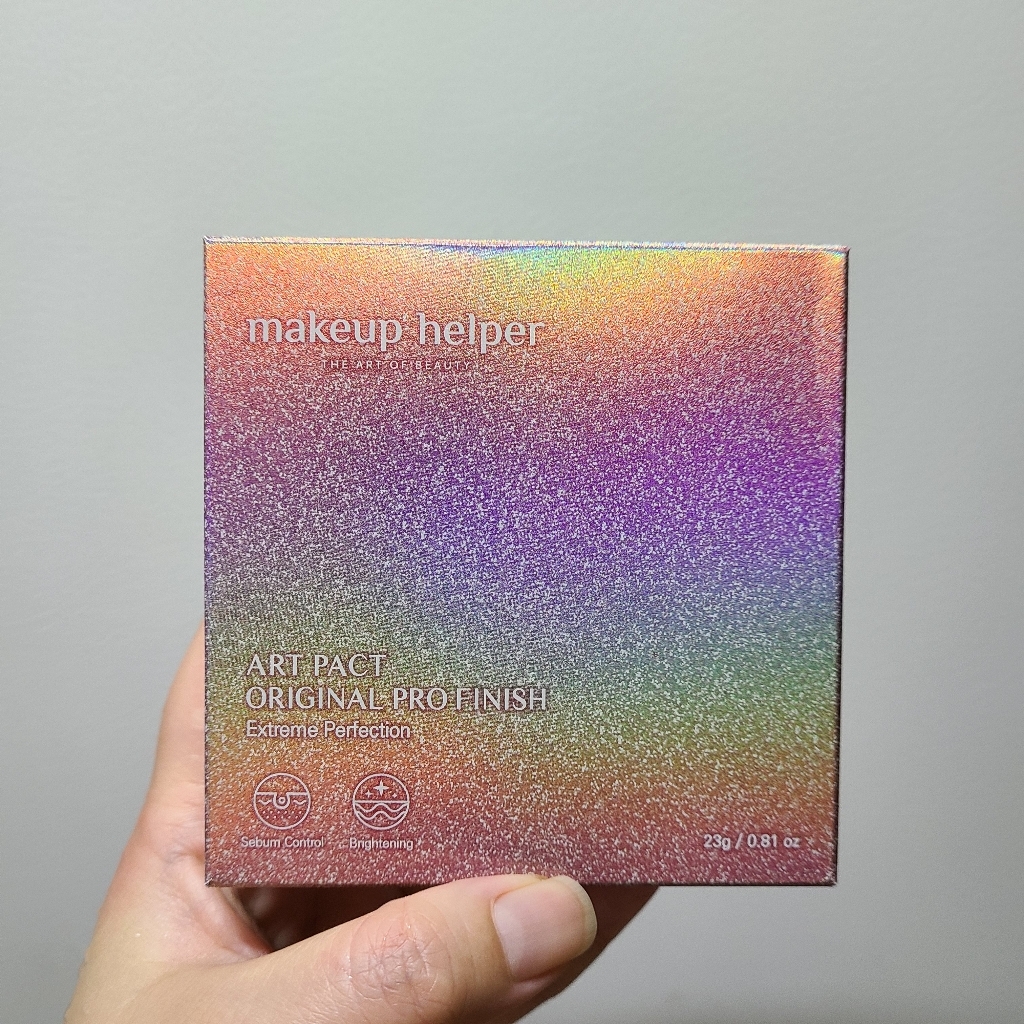 makeup helper
THE ART OF BEAUTY
ART PACT
ORIGINAL PRO FINISH
Extreme Perfection
Sebum Control
Brightening
23g / 0.81 oz